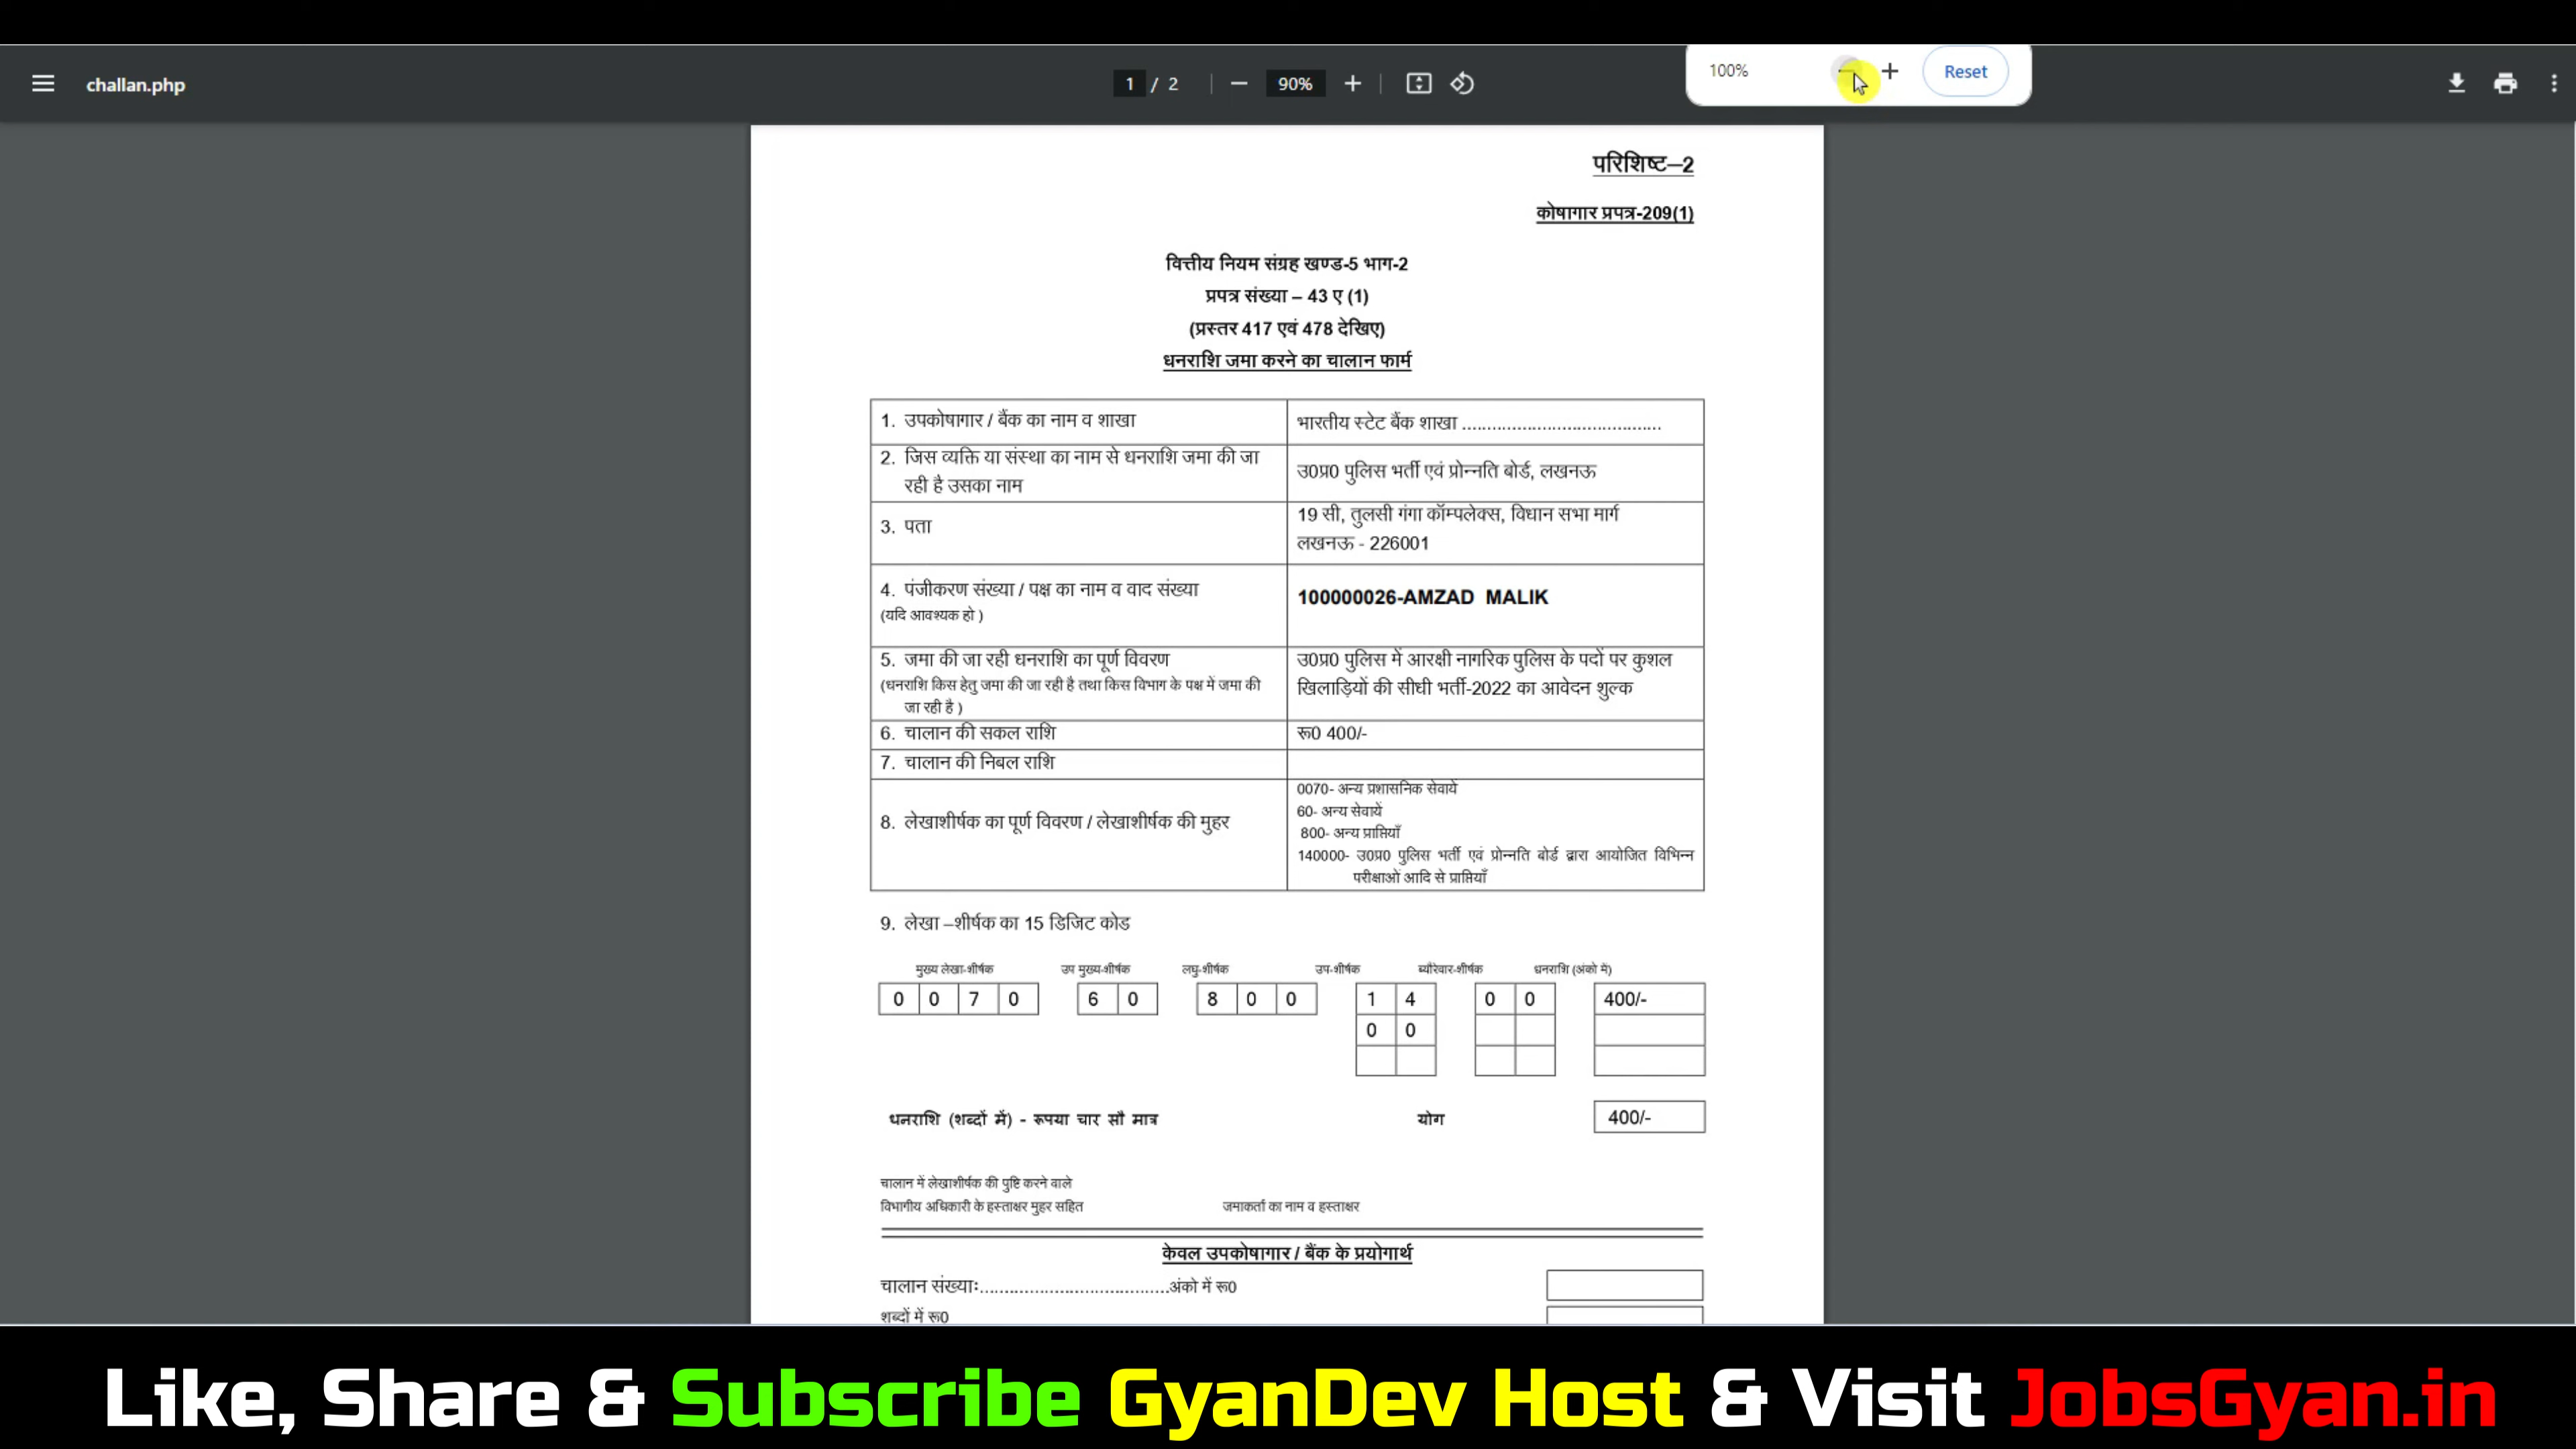 challan.php
1 / 2
90%
100%
Reset
परिशिष्ट–2
कोषागार प्रपत्र-209(1)
वित्तीय नियम संग्रह खण्ड-5 भाग-2
प्रपत्र संख्या – 43 ए (1)
(प्रस्तर 417 एवं 478 देखिए)
धनराशि जमा करने का चालान फार्म
1. उपकोषागार / बैंक का नाम व शाखा
भारतीय स्टेट बैंक शाखा ........................................
2. जिस व्यक्ति या संस्था का नाम से धनराशि जमा की जा
रही है उसका नाम
उ0प्र0 पुलिस भर्ती एवं प्रोन्नति बोर्ड, लखनऊ
3. पता
19 सी, तुलसी गंगा कॉम्पलेक्स, विधान सभा मार्ग
लखनऊ - 226001
4. पंजीकरण संख्या / पक्ष का नाम व वाद संख्या
(यदि आवश्यक हो )
100000026-AMZAD MALIK
5. जमा की जा रही धनराशि का पूर्ण विवरण
(धनराशि किस हेतु जमा की जा रही है तथा किस विभाग के पक्ष में जमा की
जा रही है )
उ0प्र0 पुलिस में आरक्षी नागरिक पुलिस के पदों पर कुशल
खिलाड़ियों की सीधी भर्ती-2022 का आवेदन शुल्क
6. चालान की सकल राशि
रू0 400/-
7. चालान की निबल राशि
8. लेखाशीर्षक का पूर्ण विवरण / लेखाशीर्षक की मुहर
0070- अन्य प्रशासनिक सेवायें
60- अन्य सेवायें
800- अन्य प्राप्तियाँ
140000- उ0प्र0 पुलिस भर्ती एवं प्रोन्नति बोर्ड द्वारा आयोजित विभिन्न
परीक्षाओं आदि से प्राप्तियाँ
9. लेखा –शीर्षक का 15 डिजिट कोड
मुख्य लेखा-शीर्षक उप मुख्य-शीर्षक लघु-शीर्षक उप-शीर्षक ब्यौरेवार-शीर्षक धनराशि (अंको में)
0 0 7 0 6 0 8 0 0 1 4 0 0 400/-
0 0
धनराशि (शब्दों में) - रूपया चार सौ मात्र योग 400/-
चालान में लेखाशीर्षक की पुष्टि करने वाले
विभागीय अधिकारी के हस्ताक्षर मुहर सहित जमाकर्ता का नाम व हस्ताक्षर
केवल उपकोषागार / बैंक के प्रयोगार्थ
चालान संख्याः......................................अंको में रू0
शब्दों में रू0
Like, Share & Subscribe GyanDev Host & Visit JobsGyan.in